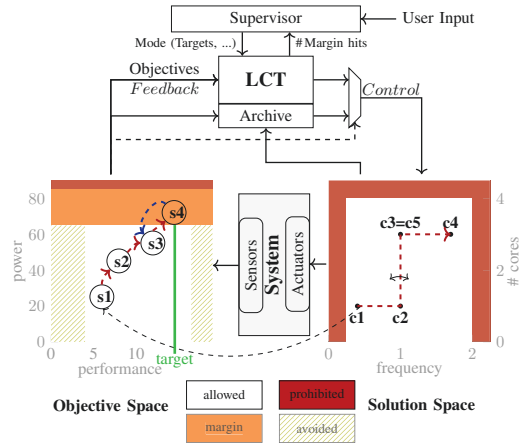 Supervisor
User Input
Mode (Targets, ...)
# Margin hits
Objectives
Feedback
LCT
Archive
Control
80
60
40
20
0
power
s1
s2
s3
s4
0
5
10
15
target
performance
Sensors
System
Actuators
c3=c5
c4
c1
c2
4
2
0
# cores
0
1
2
frequency
Objective Space
allowed
prohibited
Solution Space
margin
avoided